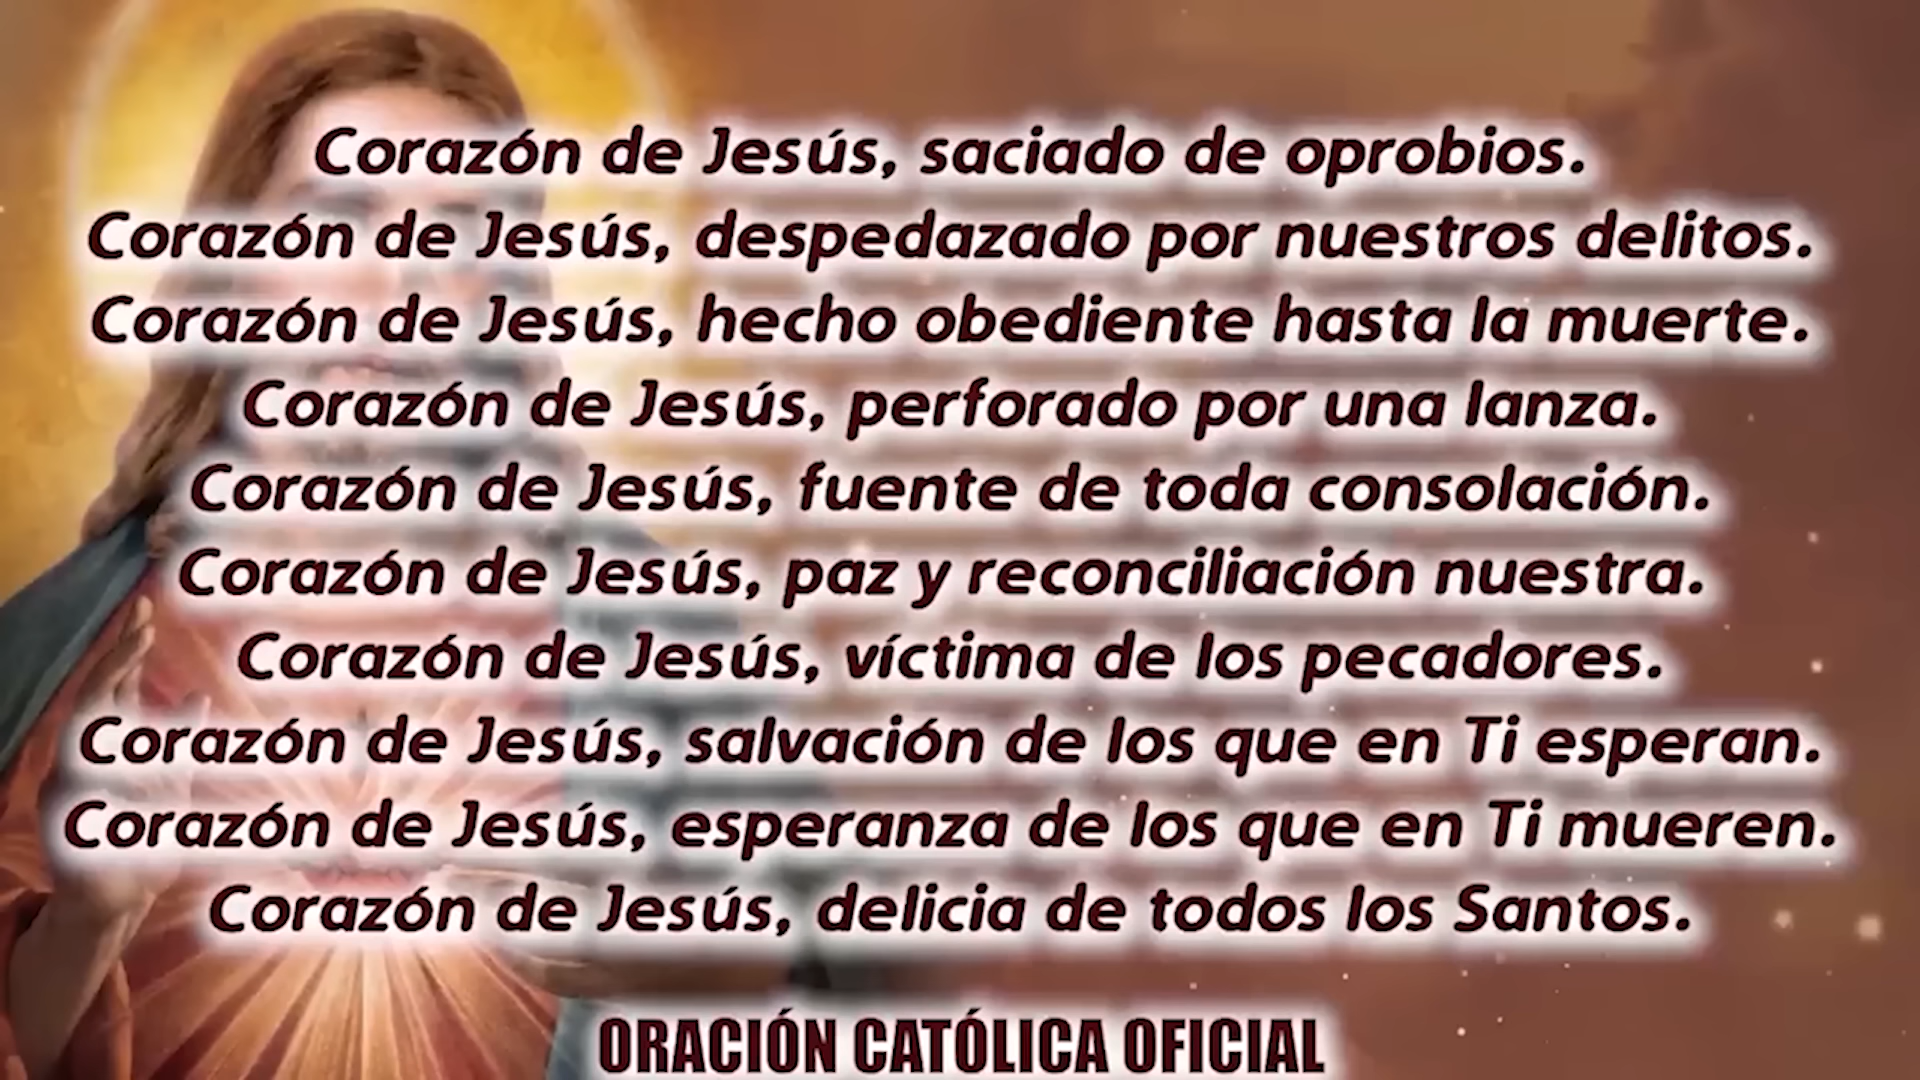 Corazón de Jesús, saciado de oprobios.
Corazón de Jesús, despedazado por nuestros delitos.
Corazón de Jesús, hecho obediente hasta la muerte.
Corazón de Jesús, perforado por una lanza.
Corazón de Jesús, fuente de toda consolación.
Corazón de Jesús, paz y reconciliación nuestra.
Corazón de Jesús, víctima de los pecadores.
Corazón de Jesús, salvación de los que en Ti esperan.
Corazón de Jesús, esperanza de los que en Ti mueren.
Corazón de Jesús, delicia de todos los Santos.
ORACIÓN CATÓLICA OFICIAL